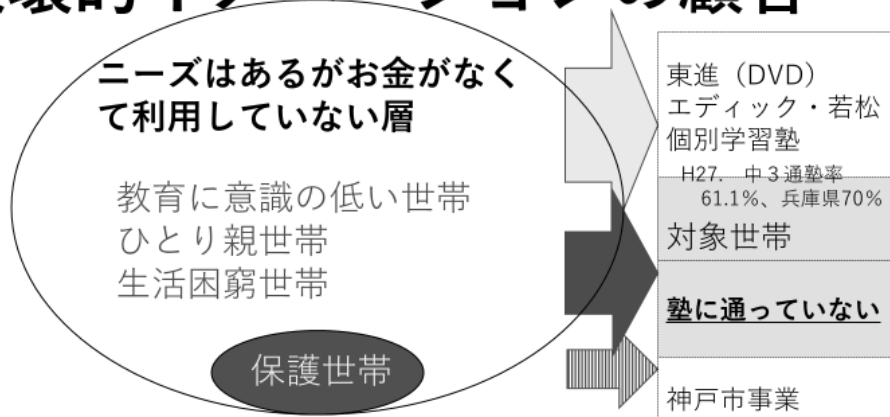 ニーズはあるがお金がなく
て利用していない層
教育に意識の低い世帯
ひとり親世帯
生活困窮世帯
保護世帯
東進（DVD）
エディック・若松
個別学習塾
H27. 中３通塾率
61.1%、兵庫県70%
対象世帯
塾に通っていない
神戸市事業